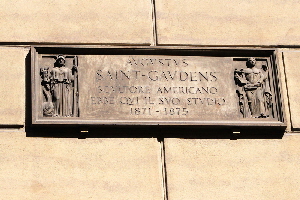 AVGVSTVS
SAINT-GAVDENS
SCVLTORE AMERICANO
EBBE QVI IL SVO STVDIO
1871-1875